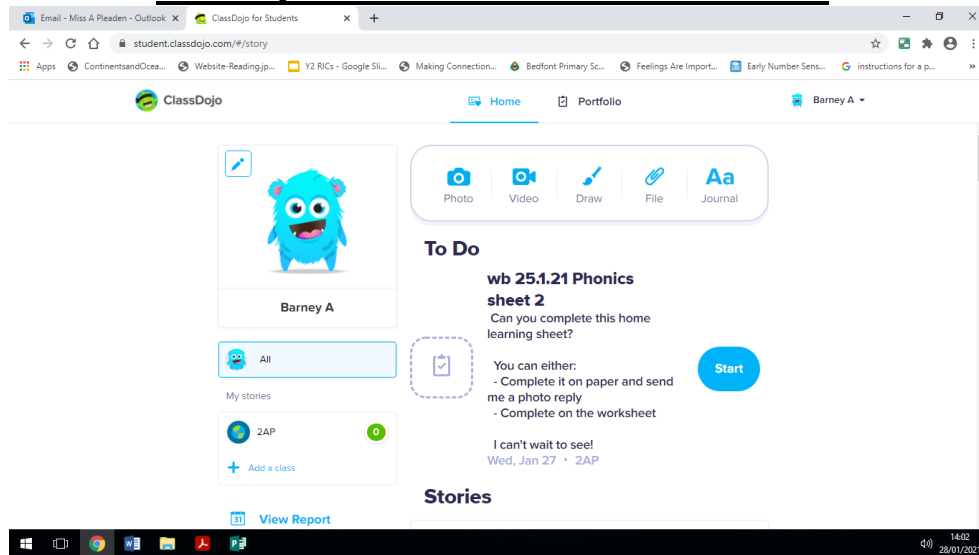 Email - Miss A Pleaden - Outlook
ClassDojo for Students
student.classdojo.com/#/story
Apps
ContinentsandOcea...
Website-Reading.jp...
Y2 RICs - Google Sli...
Making Connection...
Bedfont Primary Sc...
Feelings Are Import...
Early Number Sens...
instructions for a p...
ClassDojo
Home
Portfolio
Barney A
Photo
Video
Draw
File
Aa
Journal
To Do
wb 25.1.21 Phonics
sheet 2
Can you complete this home
learning sheet?
You can either:
- Complete it on paper and send
me a photo reply
- Complete on the worksheet
I can't wait to see!
Wed, Jan 27 • 2AP
Start
Barney A
All
My stories
2AP
0
+ Add a class
31
View Report
Stories
14:02